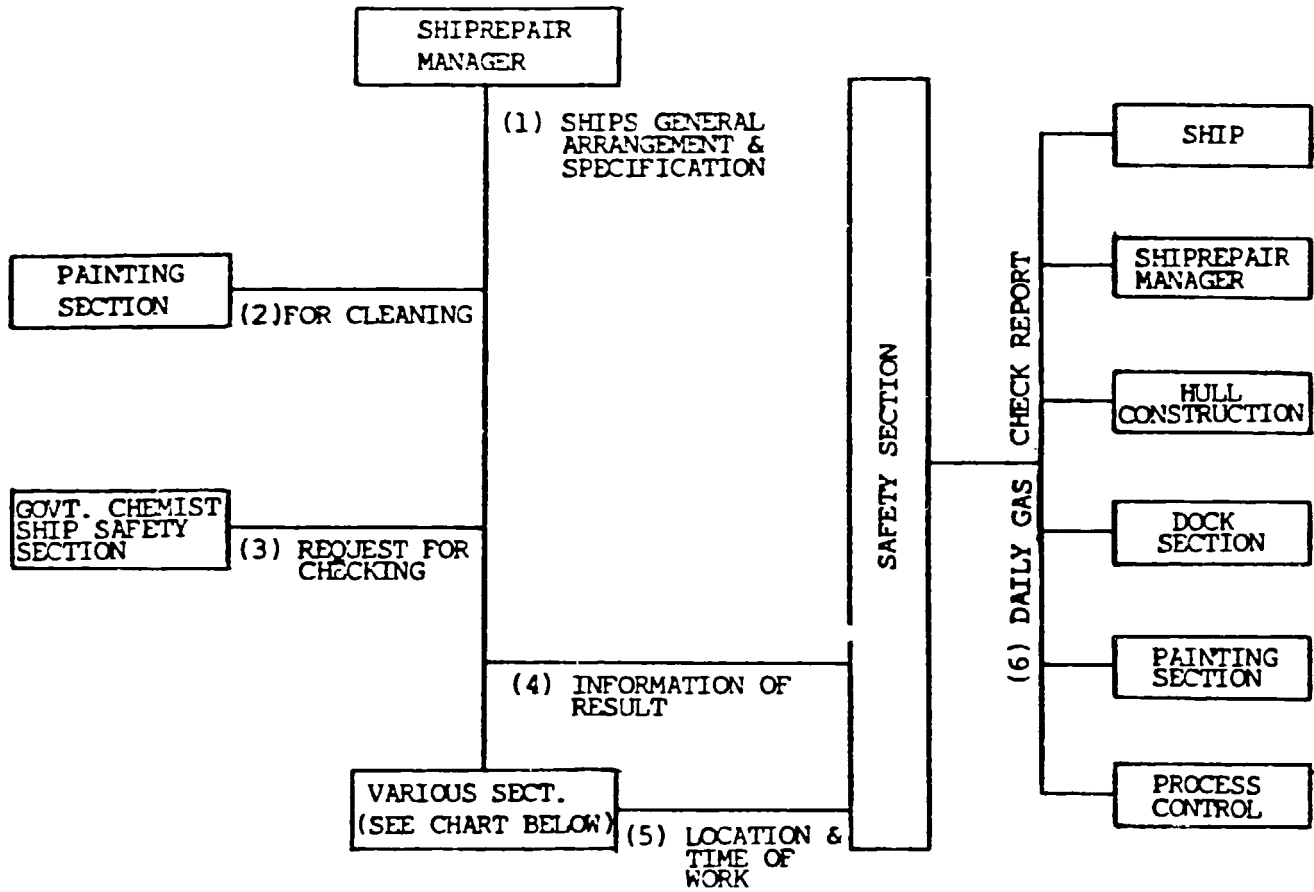 SHIPREPAIR
MANAGER
(1) SHIPS GENERAL
ARRANGEMENT &
SPECIFICATION
PAINTING
SECTION
(2)FOR CLEANING
GOVT. CHEMIST
SHIP SAFETY
SECTION
(3) REQUEST FOR
CHECKING
(4) INFORMATION OF
RESULT
VARIOUS SECT.
(SEE CHART BELOW)
(5) LOCATION &
TIME OF
WORK
SAFETY SECTION
(6) DAILY GAS CHECK REPORT
SHIP
SHIPREPAIR
MANAGER
HULL
CONSTRUCTION
DOCK
SECTION
PAINTING
SECTION
PROCESS
CONTROL